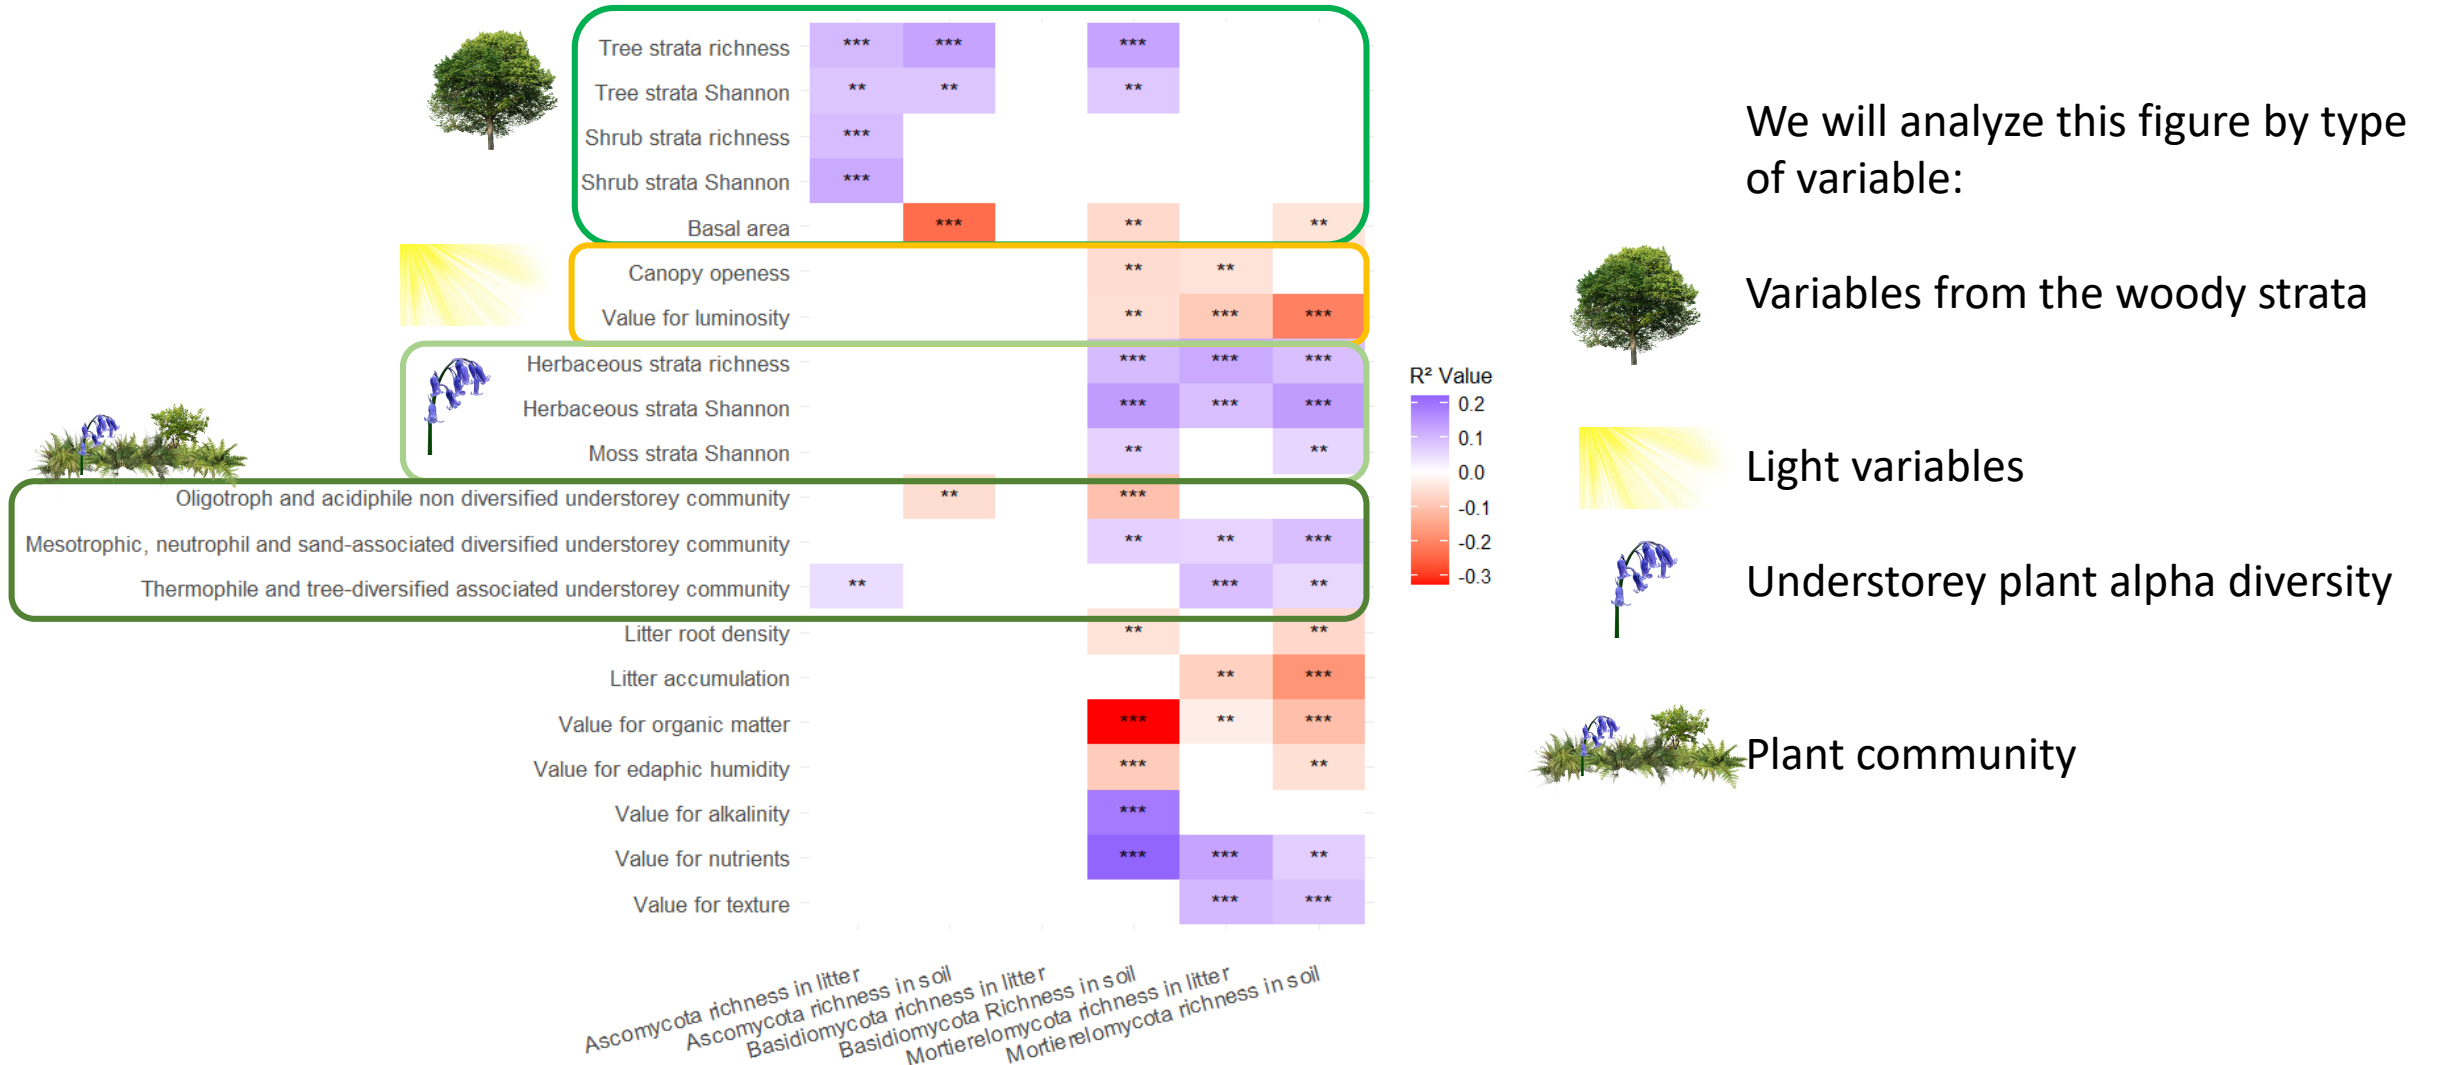 Tree strata richness *** *** ***
Tree strata Shannon ** ** **
Shrub strata richness ***
Shrub strata Shannon ***
Basal area *** ** **
Canopy openess ** **
Value for luminosity ** *** ***
Herbaceous strata richness *** *** ***
Herbaceous strata Shannon *** *** ***
Moss strata Shannon ** **
Oligotroph and acidiphile non diversified understorey community ** ***
Mesotrophic, neutrophil and sand-associated diversified understorey community ** ** ***
Thermophile and tree-diversified associated understorey community ** *** **
Litter root density ** **
Litter accumulation ** ***
Value for organic matter *** ** ***
Value for edaphic humidity *** **
Value for alkalinity ***
Value for nutrients *** *** **
Value for texture *** ***
Ascomycota richness in litter
Ascomycota richness in soil
Basidiomycota richness in litter
Basidiomycota Richness in soil
Mortierelomycota richness in litter
Mortierelomycota richness in soil
R² Value
0.2
0.1
0.0
-0.1
-0.2
-0.3
We will analyze this figure by type
of variable:
Variables from the woody strata
Light variables
Understorey plant alpha diversity
Plant community